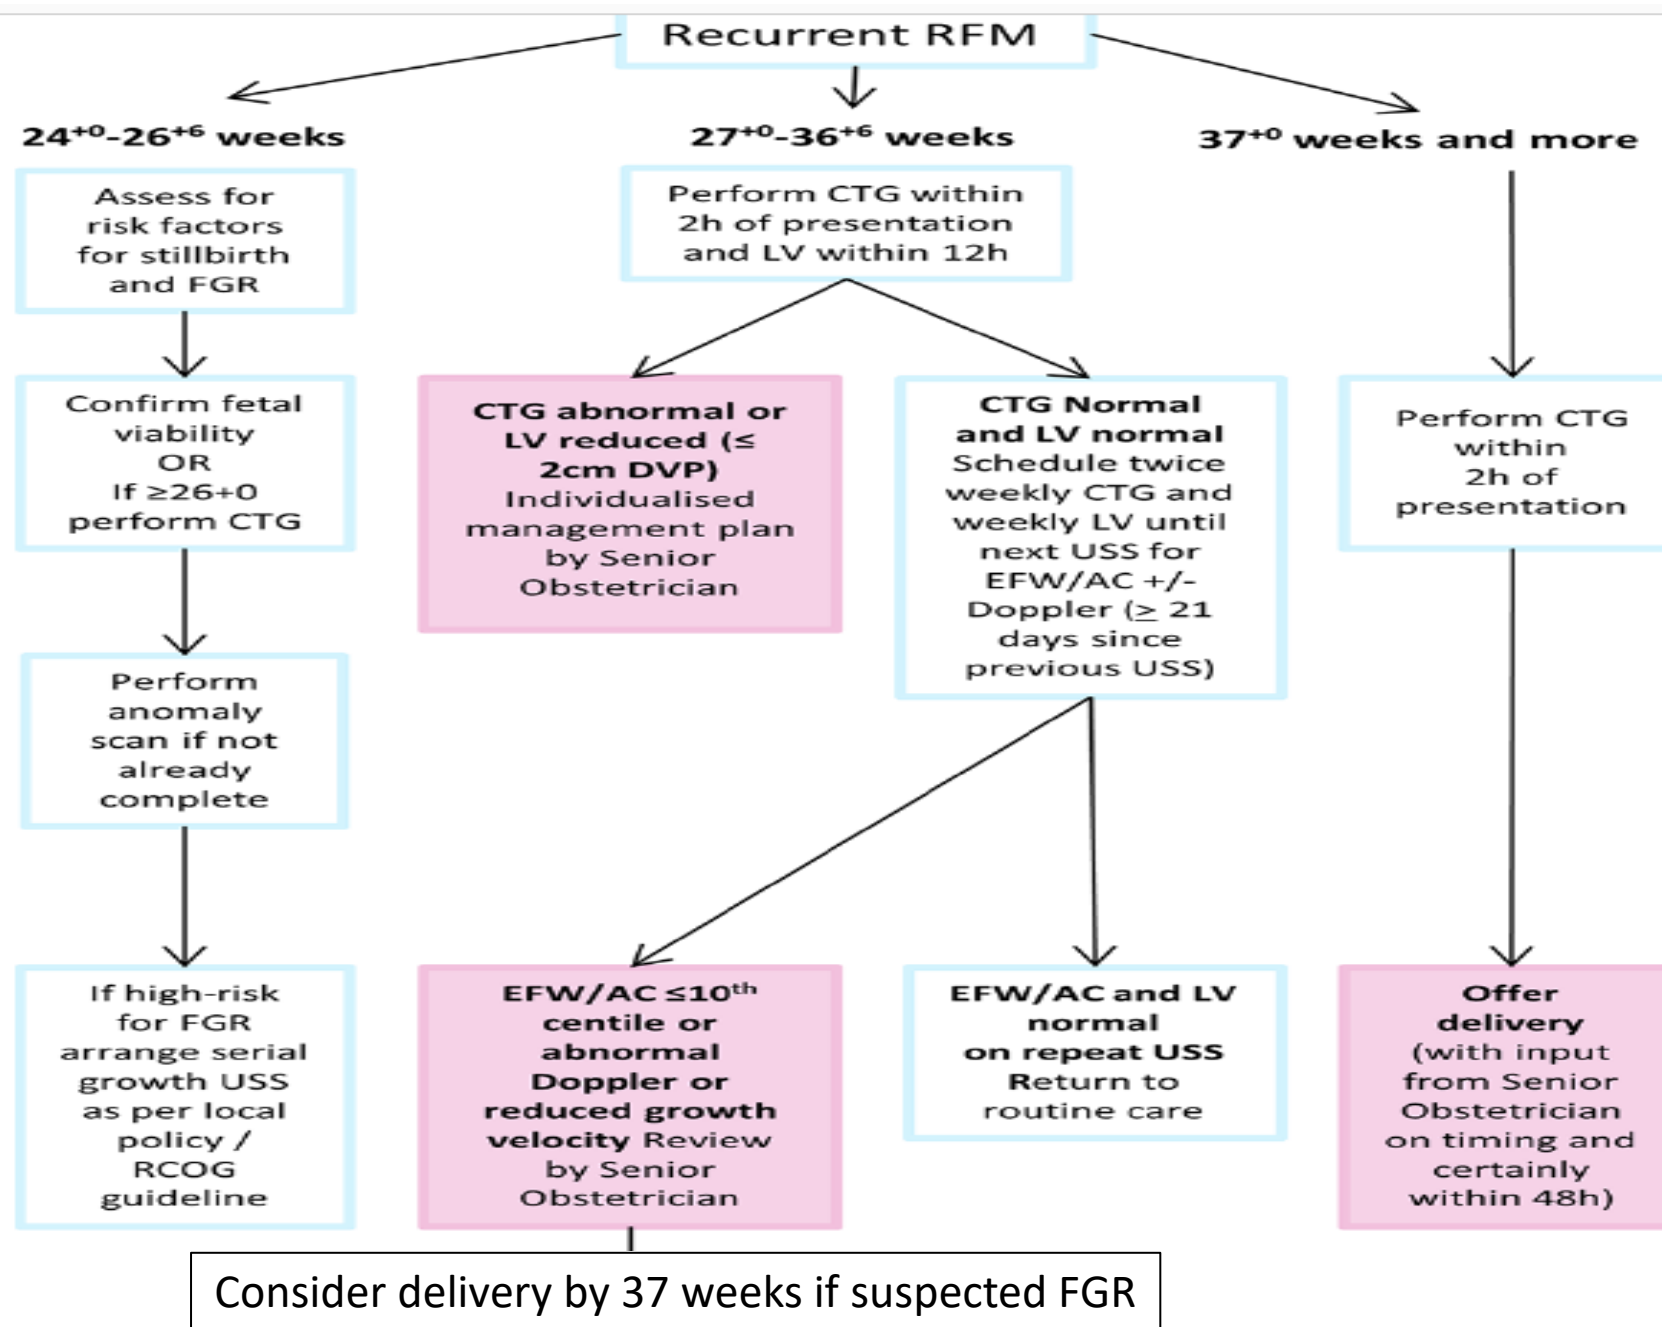 Recurrent RFM
24⁺⁰-26⁺⁶ weeks
Assess for
risk factors
for stillbirth
and FGR
Confirm fetal
viability
OR
If ≥26+0
perform CTG
Perform
anomaly
scan if not
already
complete
If high-risk
for FGR
arrange serial
growth USS
as per local
policy /
RCOG
guideline
27⁺⁰-36⁺⁶ weeks
Perform CTG within
2h of presentation
and LV within 12h
CTG abnormal or
LV reduced (≤
2cm DVP)
Individualised
management plan
by Senior
Obstetrician
CTG Normal
and LV normal
Schedule twice
weekly CTG and
weekly LV until
next USS for
EFW/AC +/-
Doppler (≥ 21
days since
previous USS)
EFW/AC ≤10ᵗʰ
centile or
abnormal
Doppler or
reduced growth
velocity Review
by Senior
Obstetrician
EFW/AC and LV
normal
on repeat USS
Return to
routine care
37⁺⁰ weeks and more
Perform CTG
within
2h of
presentation
Offer
delivery
(with input
from Senior
Obstetrician
on timing and
certainly
within 48h)
Consider delivery by 37 weeks if suspected FGR